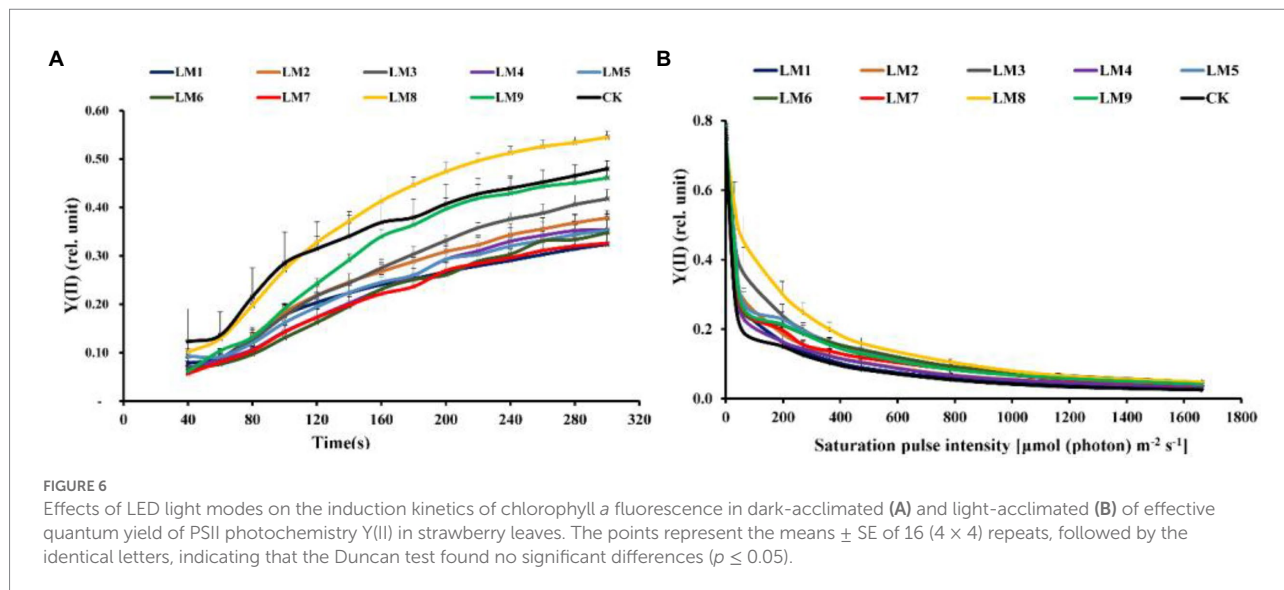 A
LM1 LM2 LM3 LM4 LM5
LM6 LM7 LM8 LM9 CK
0.60
0.50
0.40
0.30
0.20
0.10
-
Y(II) (rel. unit)
0 40 80 120 160 200 240 280 320
Time(s)
B
LM1 LM2 LM3 LM4 LM5
LM6 LM7 LM8 LM9 CK
0.8
0.6
0.4
0.2
0.0
Y(II) (rel. unit)
0 200 400 600 800 1000 1200 1400 1600 1800
Saturation pulse intensity [µmol (photon) m⁻² s⁻¹]
FIGURE 6
Effects of LED light modes on the induction kinetics of chlorophyll a fluorescence in dark-acclimated (A) and light-acclimated (B) of effective
quantum yield of PSII photochemistry Y(II) in strawberry leaves. The points represent the means ± SE of 16 (4 × 4) repeats, followed by the
identical letters, indicating that the Duncan test found no significant differences (p ≤ 0.05).